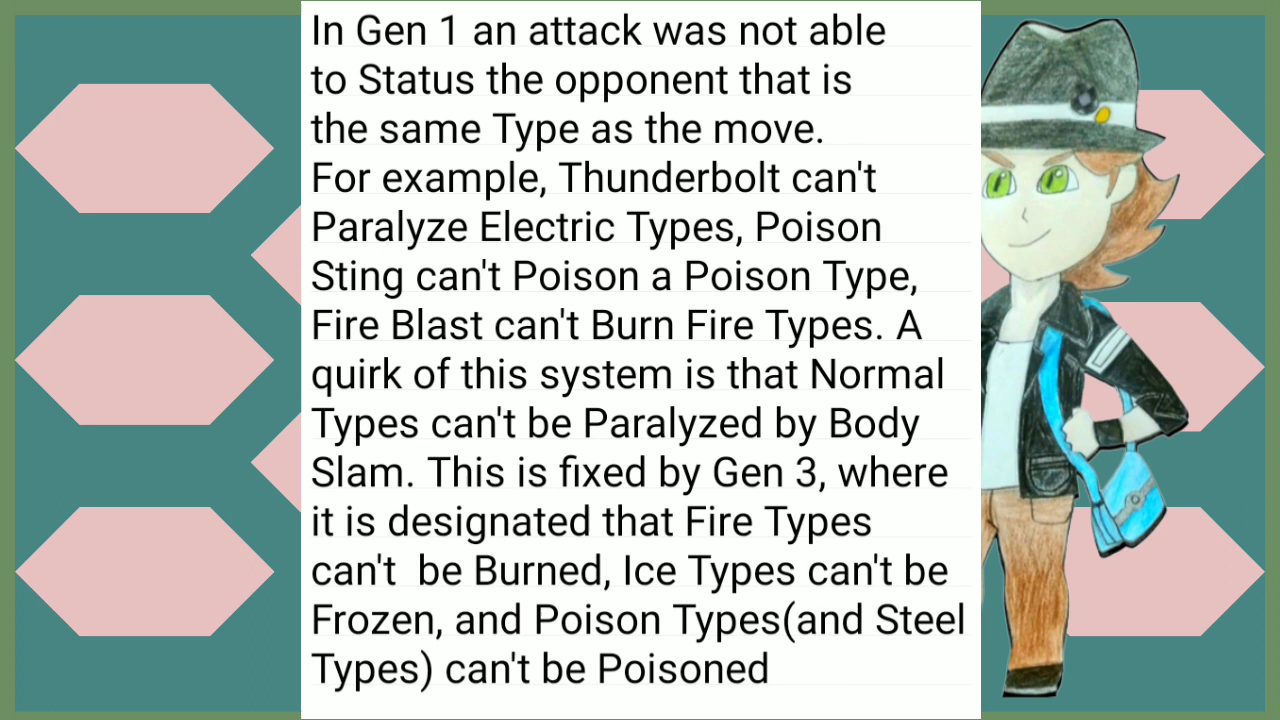 In Gen 1 an attack was not able
to Status the opponent that is
the same Type as the move.
For example, Thunderbolt can't
Paralyze Electric Types, Poison
Sting can't Poison a Poison Type,
Fire Blast can't Burn Fire Types. A
quirk of this system is that Normal
Types can't be Paralyzed by Body
Slam. This is fixed by Gen 3, where
it is designated that Fire Types
can't  be Burned, Ice Types can't be
Frozen, and Poison Types(and Steel
Types) can't be Poisoned